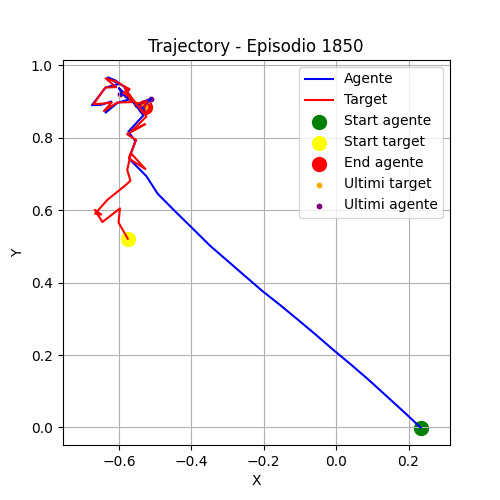 Trajectory - Episodio 1850
Agente
Target
Start agente
Start target
End agente
Ultimi target
Ultimi agente
1.0
0.8
0.6
0.4
0.2
0.0
Y
−0.6
−0.4
−0.2
0.0
0.2
X